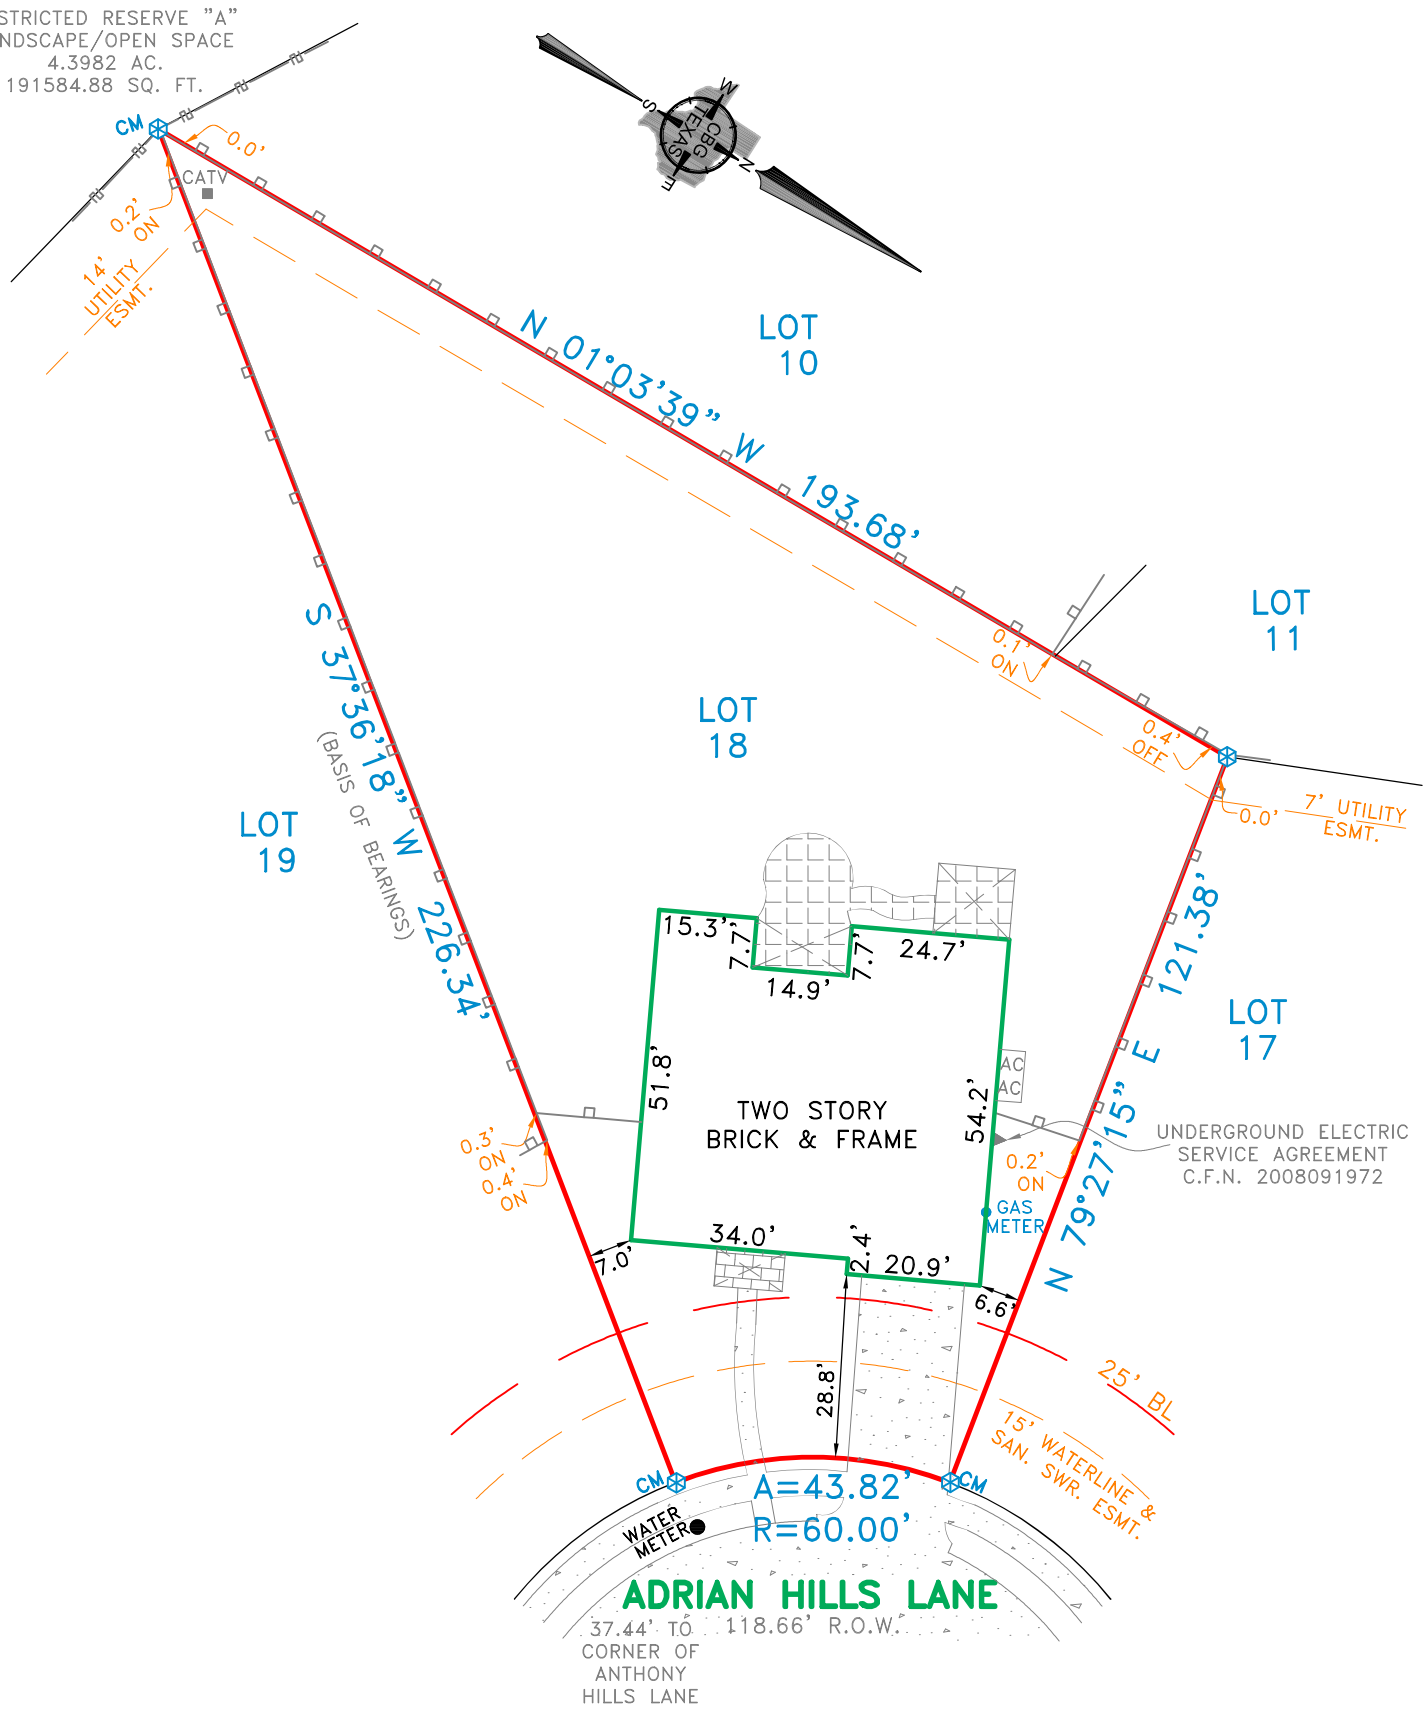 STRICTED RESERVE "A"
NDSCAPE/OPEN SPACE
4.3982 AC.
191584.88 SQ. FT.
CM
0.0'
CATV
0.2'
ON
14'
UTILITY
ESMT.
S
W
N
E
CBG
TEXAS
LOT
10
N 01°03'39" W 193.68'
LOT
11
0.1'
ON
0.4'
OFF
0.0'
7' UTILITY
ESMT.
LOT
18
S 37°36'18" W 226.34'
(BASIS OF BEARINGS)
LOT
19
15.3'
7.7'
14.9'
7.7'
24.7'
N 79°27'15" E 121.38'
LOT
17
51.8'
TWO STORY
BRICK & FRAME
54.2'
AC
AC
UNDERGROUND ELECTRIC
SERVICE AGREEMENT
C.F.N. 2008091972
0.3'
ON
0.4'
ON
0.2'
ON
GAS
METER
34.0'
2.4'
20.9'
7.0'
6.6'
28.8'
25' BL
15' WATERLINE &
SAN. SWR. ESMT.
CM
CM
A=43.82'
R=60.00'
WATER
METER
ADRIAN HILLS LANE
118.66' R.O.W.
37.44' TO
CORNER OF
ANTHONY
HILLS LANE